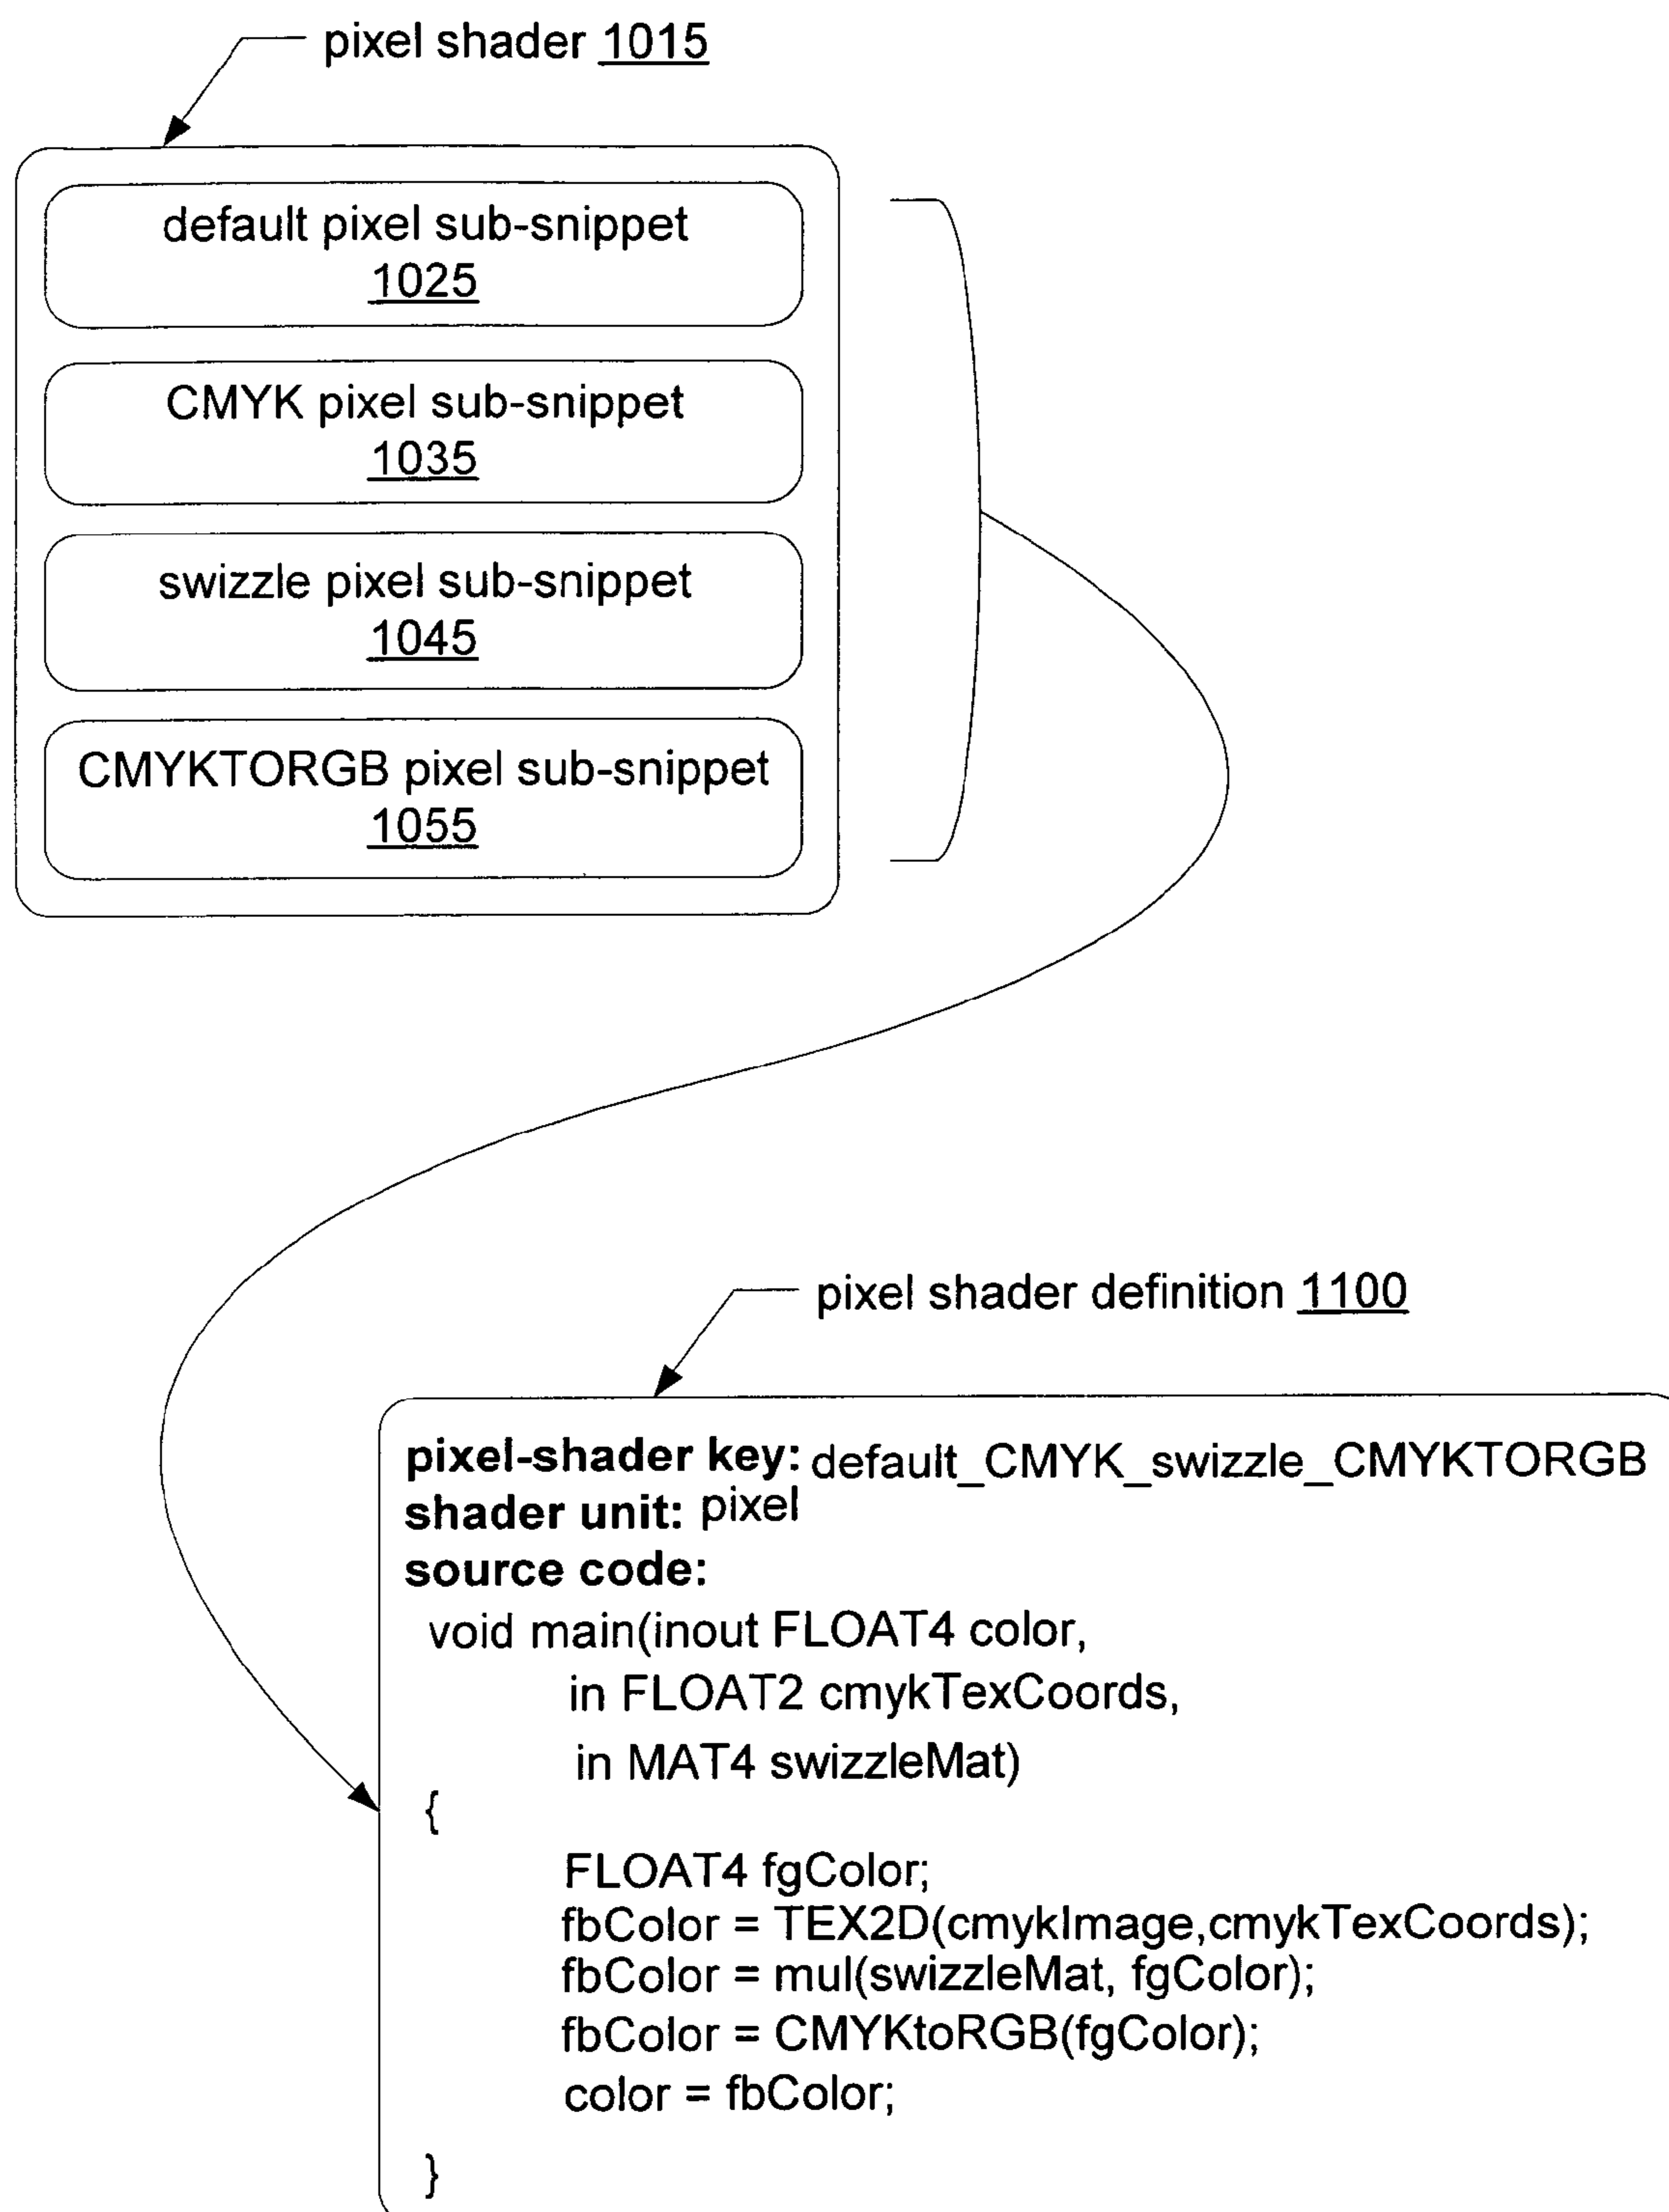 pixel shader 1015
default pixel sub-snippet
1025
CMYK pixel sub-snippet
1035
swizzle pixel sub-snippet
1045
CMYKTORGB pixel sub-snippet
1055
pixel shader definition 1100
pixel-shader key: default_CMYK_swizzle_CMYKTORGB
shader unit: pixel
source code:
void main(inout FLOAT4 color,
in FLOAT2 cmykTexCoords,
in MAT4 swizzleMat)
{
FLOAT4 fgColor;
fbColor = TEX2D(cmykImage,cmykTexCoords);
fbColor = mul(swizzleMat, fgColor);
fbColor = CMYKtoRGB(fgColor);
color = fbColor;
}